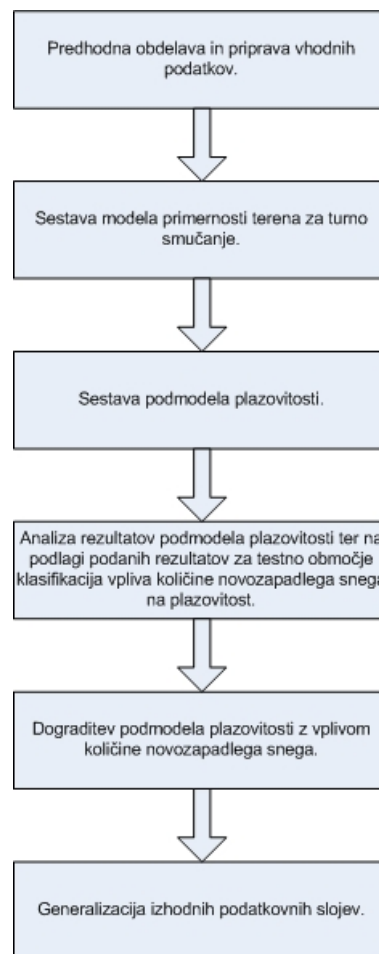 Predhodna obdelava in priprava vhodnih
podatkov.
Sestava modela primernosti terena za turno
smučanje.
Sestava podmodela plazovitosti.
Analiza rezultatov podmodela plazovitosti ter na
podlagi podanih rezultatov za testno območje
klasifikacija vpliva količine novozapadlega snega
na plazovitost.
Dograditev podmodela plazovitosti z vplivom
količine novozapadlega snega.
Generalizacija izhodnih podatkovnih slojev.